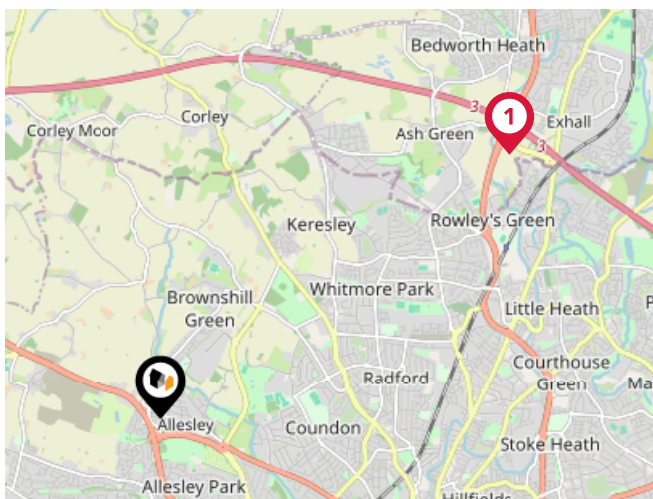 Bedworth Heath
3
1
Corley
Exhall
Corley Moor
Ash Green
3
Rowley's Green
Keresley
Whitmore Park
Brownshill
Green
Little Heath
Courthouse
Green
Radford
Allesley
Coundon
Stoke Heath
Allesley Park